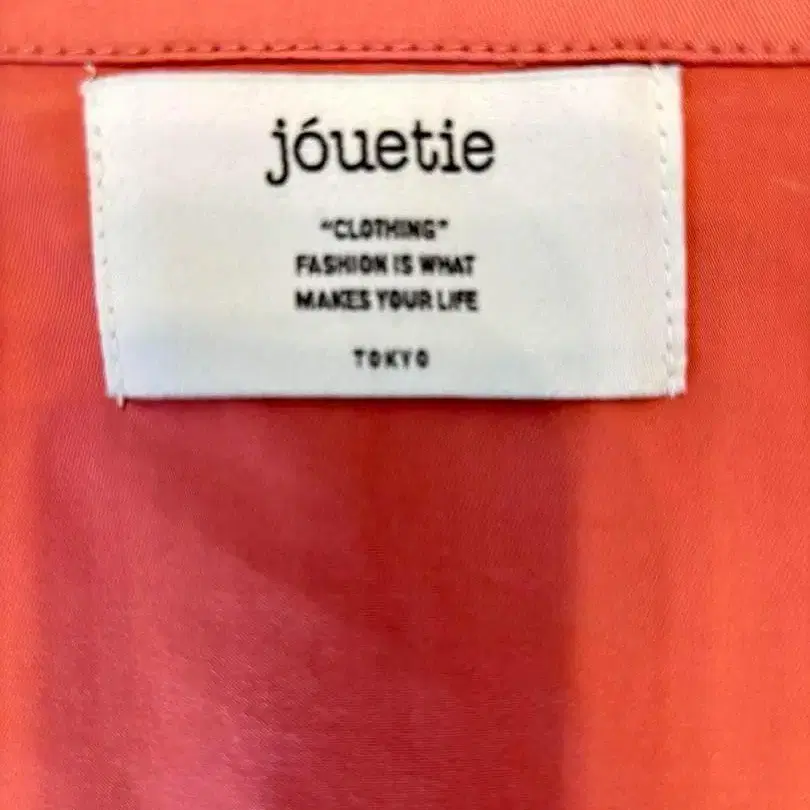 jóuetie
"CLOTHING"
FASHION IS WHAT
MAKES YOUR LIFE
TOKYO